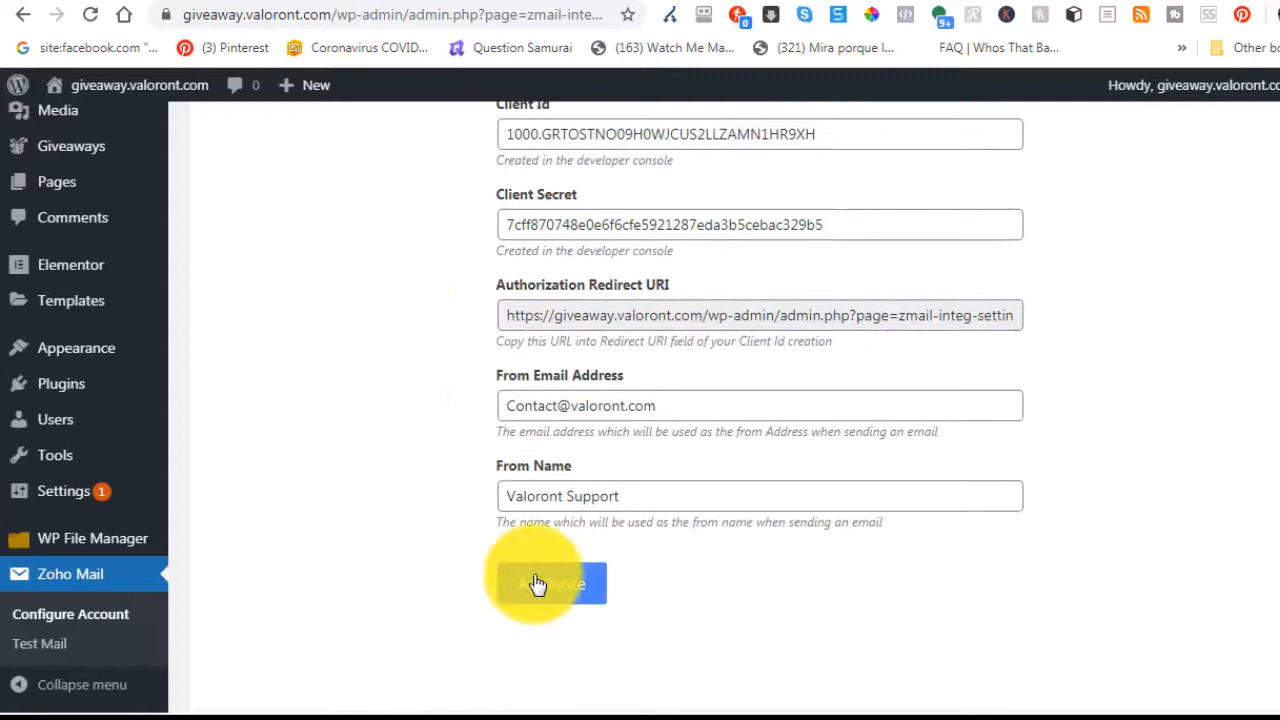 giveaway.valoront.com/wp-admin/admin.php?page=zmail-inte...
site:facebook.com "...
(3) Pinterest
Coronavirus COVID...
Question Samurai
(163) Watch Me Ma...
(321) Mira porque l...
FAQ | Whos That Ba...
»
Other bo
giveaway.valoront.com
0
New
Howdy, giveaway.valoront.co
Media
Giveaways
Pages
Comments
Elementor
Templates
Appearance
Plugins
Users
Tools
Settings 1
WP File Manager
Zoho Mail
Configure Account
Test Mail
Collapse menu
Client Id
1000.GRTOSTNO09H0WJCUS2LLZAMN1HR9XH
Created in the developer console
Client Secret
7cff870748e0e6f6cfe5921287eda3b5cebac329b5
Created in the developer console
Authorization Redirect URI
https://giveaway.valoront.com/wp-admin/admin.php?page=zmail-integ-settin
Copy this URL into Redirect URI field of your Client Id creation
From Email Address
Contact@valoront.com
The email address which will be used as the from Address when sending an email
From Name
Valoront Support
The name which will be used as the from name when sending an email